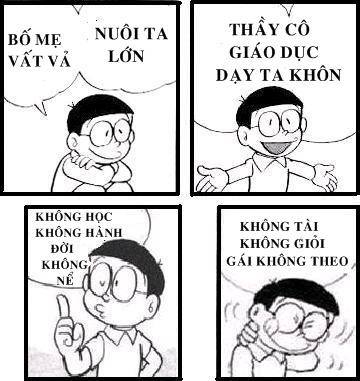 BỐ MẸ
VẤT VẢ
NUÔI TA
LỚN
THẦY CÔ
GIÁO DỤC
DẠY TA KHÔN
KHÔNG HỌC
KHÔNG HÀNH
ĐỜI
KHÔNG
NỂ
KHÔNG TÀI
KHÔNG GIỎI
GÁI KHÔNG THEO